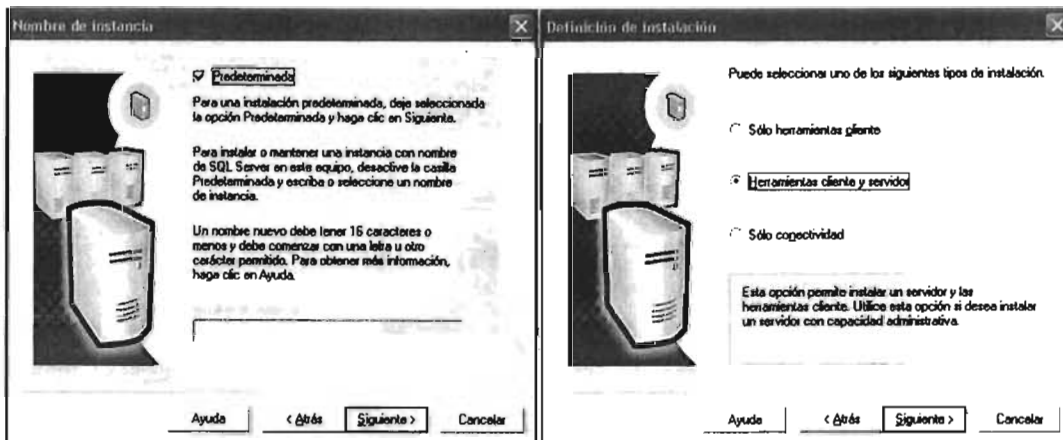 Nombre de instancia
Predeterminada
Para una instalación predeterminada, deje seleccionada
la opción Predeterminada y haga clic en Siguiente.
Para instalar o mantener una instancia con nombre
de SQL Server en este equipo, desactive la casilla
Predeterminada y escriba o seleccione un nombre
de instancia.
Un nombre nuevo debe tener 16 caracteres o
menos y debe comenzar con una letra u otro
carácter permitido. Para obtener más información,
haga clic en Ayuda.
Ayuda
< Atrás
Siguiente >
Cancelar
Definición de instalación
Puede seleccionar uno de los siguientes tipos de instalación.
Sólo herramientas cliente
Herramientas cliente y servidor
Sólo conectividad
Esta opción permite instalar un servidor y las
herramientas cliente. Utilice esta opción si desea instalar
un servidor con capacidad administrativa.
Ayuda
< Atrás
Siguiente >
Cancelar